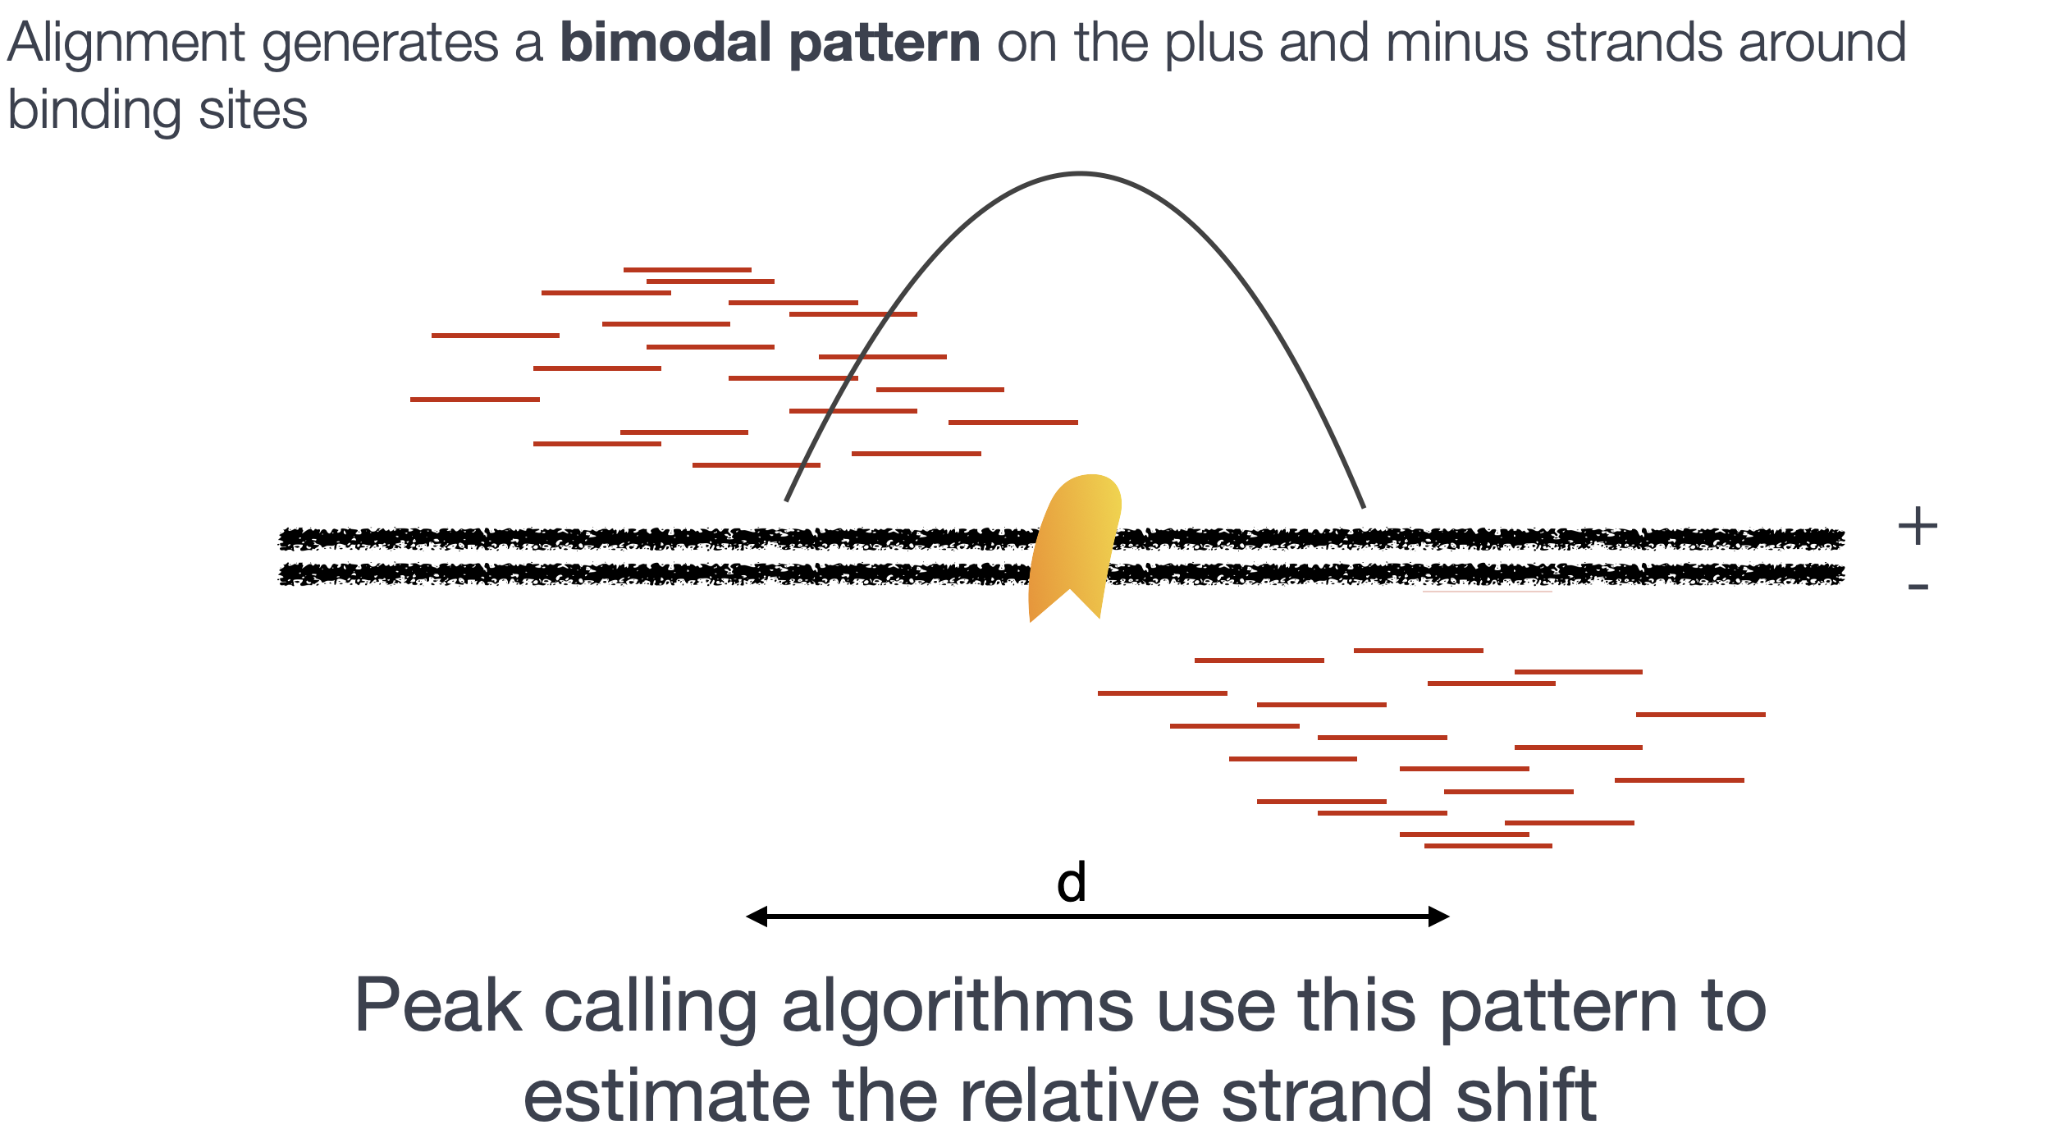 Alignment generates a bimodal pattern on the plus and minus strands around
binding sites
+
-
d
Peak calling algorithms use this pattern to
estimate the relative strand shift